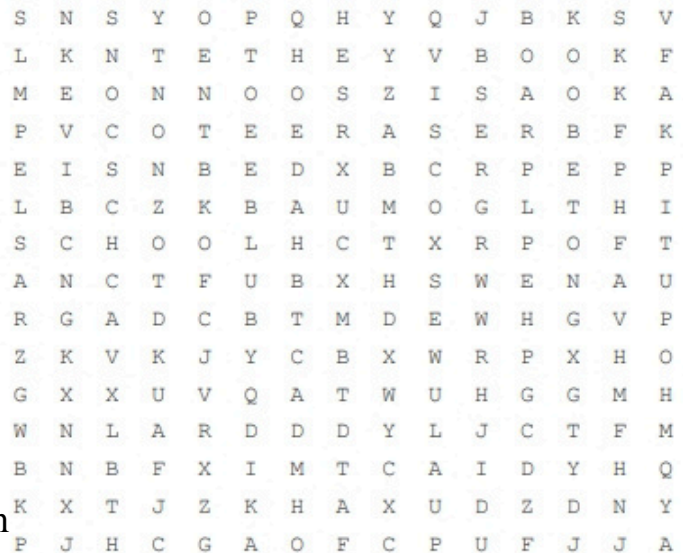 S N S Y O P Q H Y Q J B K S V
L K N T E T H E Y V B O O K F
M E O N N O O S Z I S A O K A
P V C O T E E R A S E R B F K
E I S N B E D X B C R P E P P
L B C Z K B A U M O G L T H I
S C H O O L H C T X R P O F T
A N C T F U B X H S W E N A U
R G A D C B T M D E W H G V P
Z K V K J Y C B X W R P X H O
G X X U V Q A T W U H G G M H
W N L A R D D D Y L J C T F M
B N B F X I M T C A I D Y H Q
K X T J Z K H A X U D Z D N Y
P J H C G A O F C P U F J J A